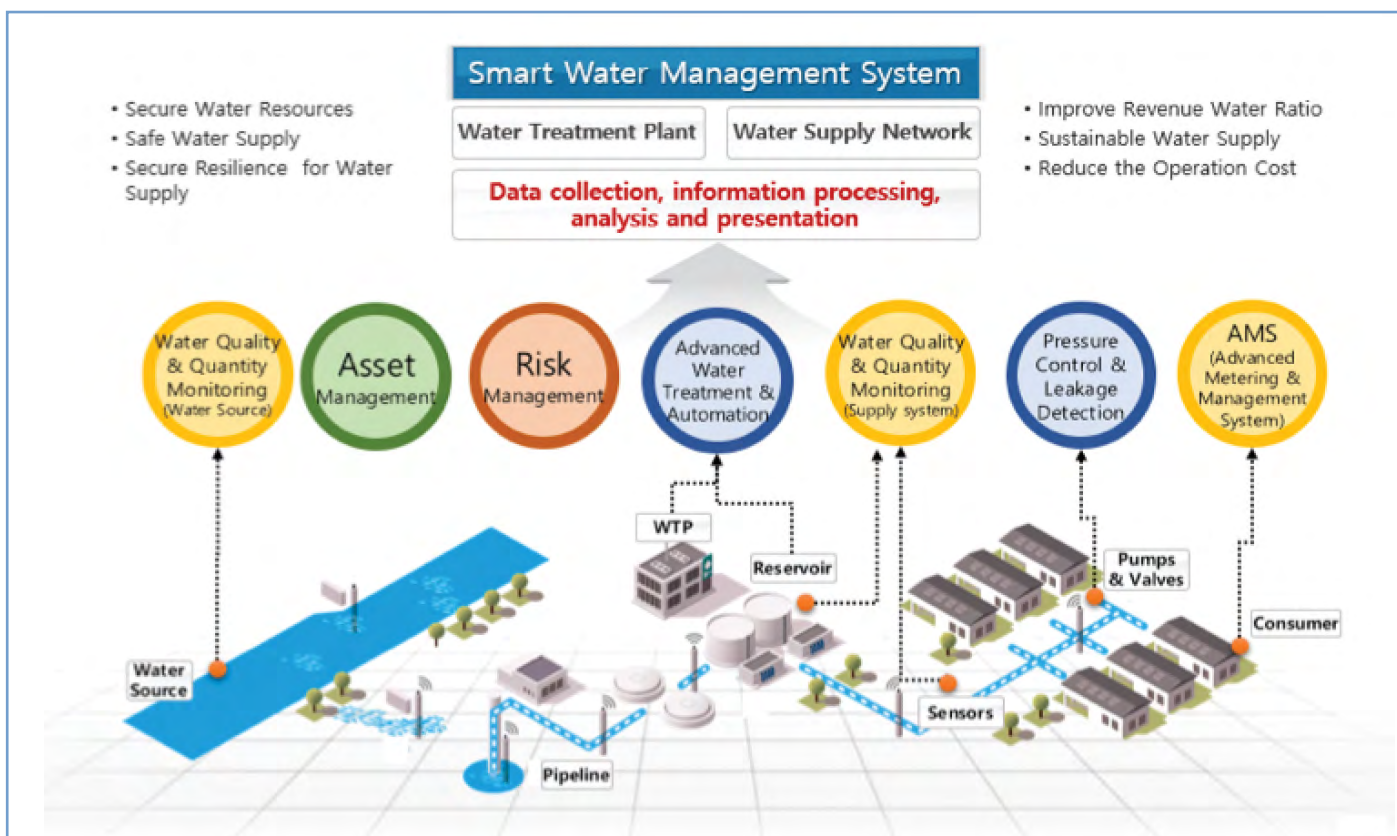 Smart Water Management System
• Secure Water Resources
• Safe Water Supply
• Secure Resilience for Water
Supply
Water Treatment Plant
Water Supply Network
• Improve Revenue Water Ratio
• Sustainable Water Supply
• Reduce the Operation Cost
Data collection, information processing,
analysis and presentation
Water Quality
& Quantity
Monitoring
(Water Source)
Asset
Management
Risk
Management
Advanced
Water
Treatment &
Automation
Water Quality
& Quantity
Monitoring
(Supply system)
Pressure
Control &
Leakage
Detection
AMS
(Advanced
Metering &
Management
System)
WTP
Reservoir
Pumps
& Valves
Consumer
Water
Source
Sensors
Pipeline